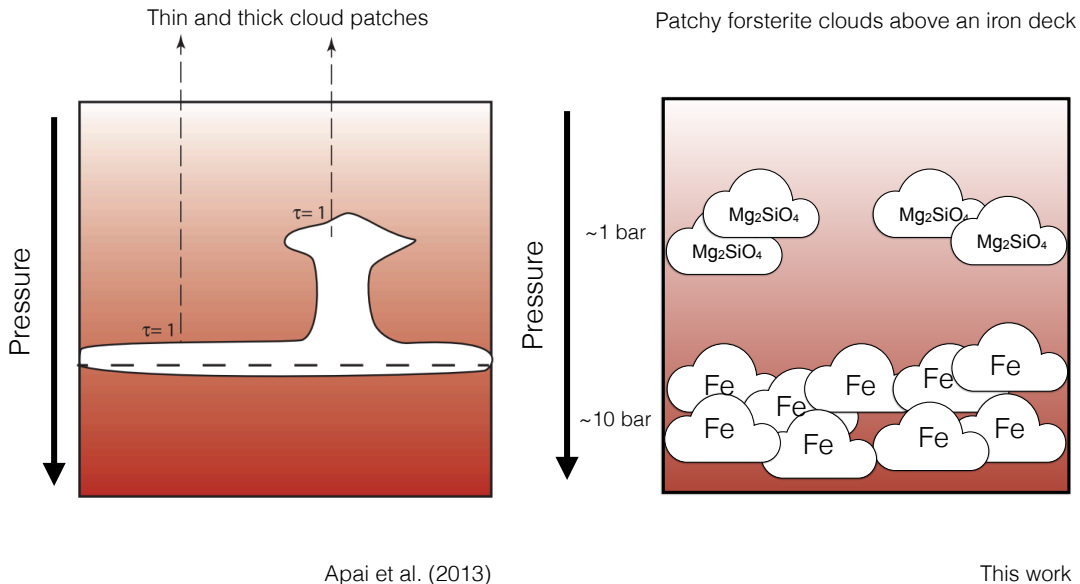 Thin and thick cloud patches
Pressure
τ= 1
τ= 1
Apai et al. (2013)
Patchy forsterite clouds above an iron deck
Pressure
~1 bar
~10 bar
Mg₂SiO₄
Mg₂SiO₄
Mg₂SiO₄
Mg₂SiO₄
Fe
Fe
Fe
Fe
Fe
Fe
Fe
Fe
Fe
This work